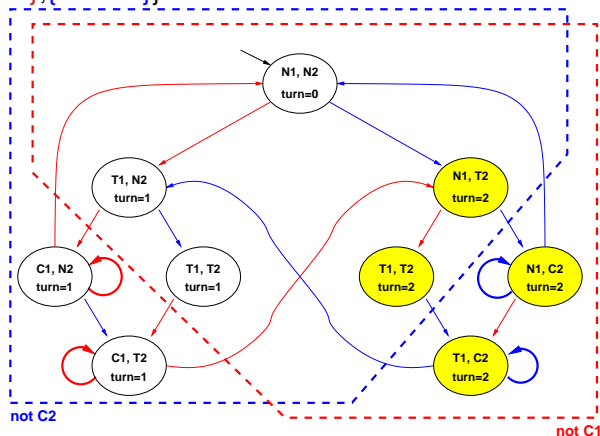 N1, N2
turn=0
T1, N2
turn=1
N1, T2
turn=2
C1, N2
turn=1
T1, T2
turn=1
T1, T2
turn=2
N1, C2
turn=2
C1, T2
turn=1
T1, C2
turn=2
not C2
not C1